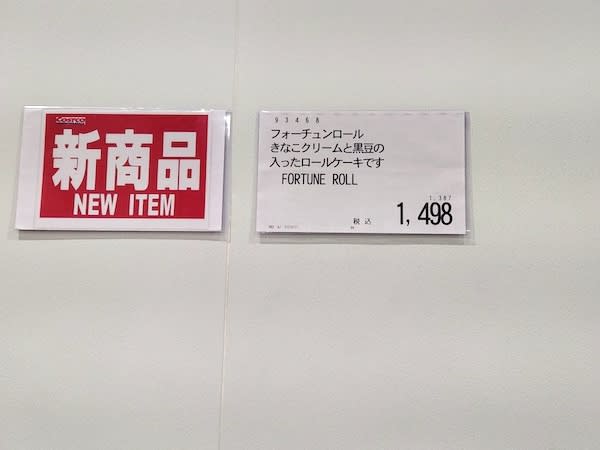 Costco
新商品
NEW ITEM
93468
フォーチュンロール
きなこクリームと黒豆の
入ったロールケーキです
FORTUNE ROLL
1,387
税込
1,498